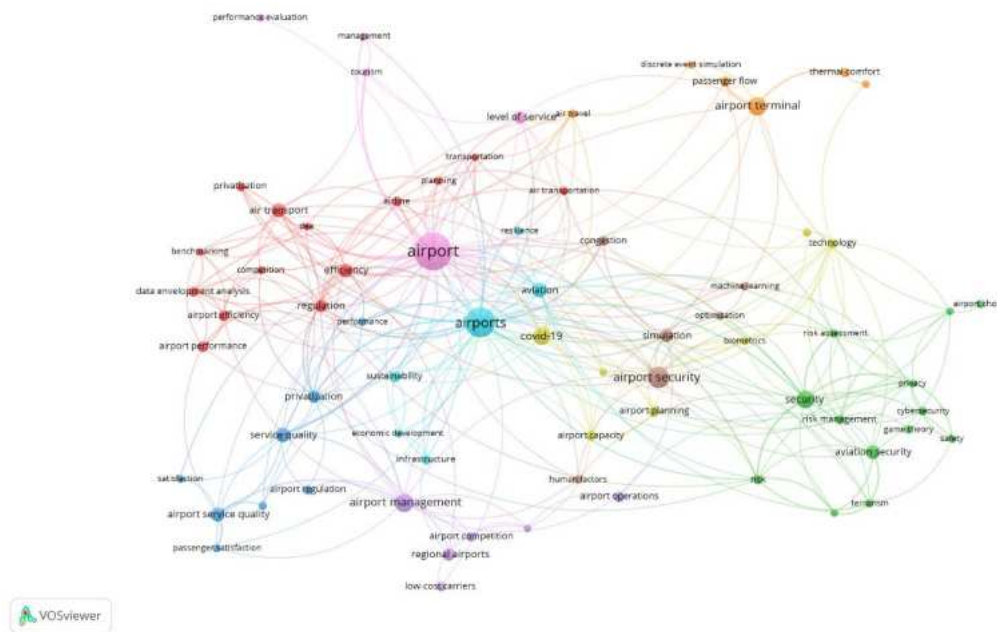 performance evaluation
management
tourism
discrete event simulation
passenger flow
thermal comfort
airport terminal
level of service
air travel
transportation
planning
privatisation
airline
air transportation
air transport
dea
resilience
congestion
technology
airport
benchmarking
competition
efficiency
data envelopment analysis
aviation
machine learning
regulation
airport efficiency
performance
airports
optimization
airport cho
risk assessment
covid-19
simulation
biometrics
airport performance
sustainability
airport security
privacy
privatization
security
airport planning
cybersecurity
risk management
game theory
service quality
economic development
airport capacity
safety
aviation security
infrastructure
satisfaction
human factors
risk
airport regulation
airport operations
airport management
terrorism
airport service quality
airport competition
passenger satisfaction
regional airports
low-cost carriers
VOSviewer